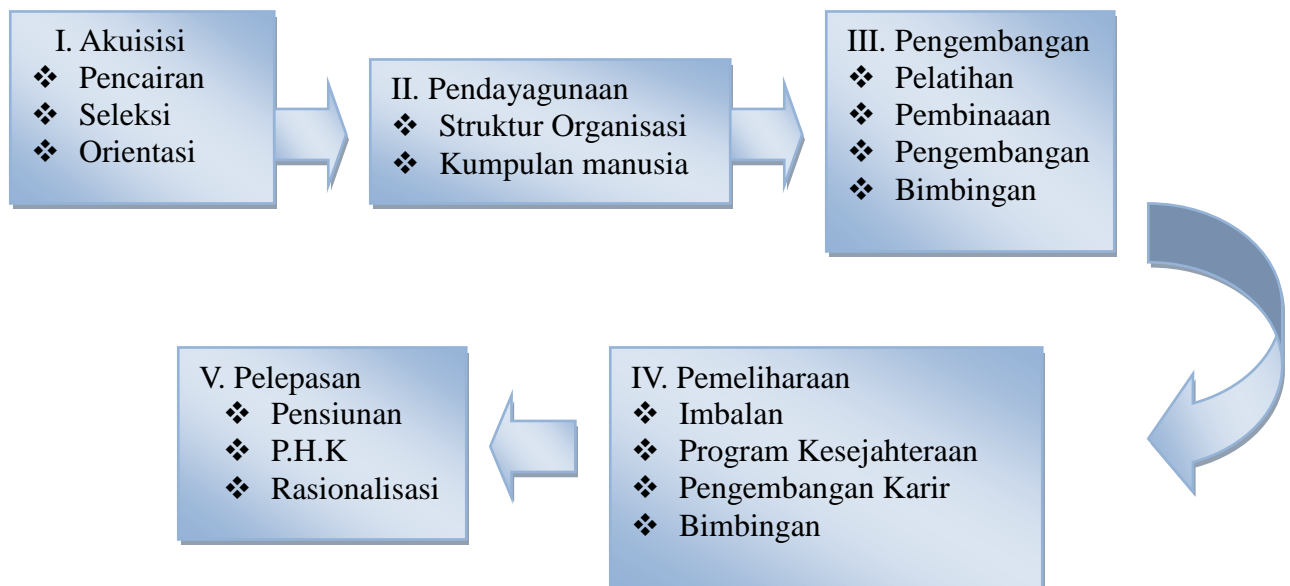 I. Akuisisi
❖ Pencairan
❖ Seleksi
❖ Orientasi
II. Pendayagunaan
❖ Struktur Organisasi
❖ Kumpulan manusia
III. Pengembangan
❖ Pelatihan
❖ Pembinaaan
❖ Pengembangan
❖ Bimbingan
IV. Pemeliharaan
❖ Imbalan
❖ Program Kesejahteraan
❖ Pengembangan Karir
❖ Bimbingan
V. Pelepasan
❖ Pensiunan
❖ P.H.K
❖ Rasionalisasi